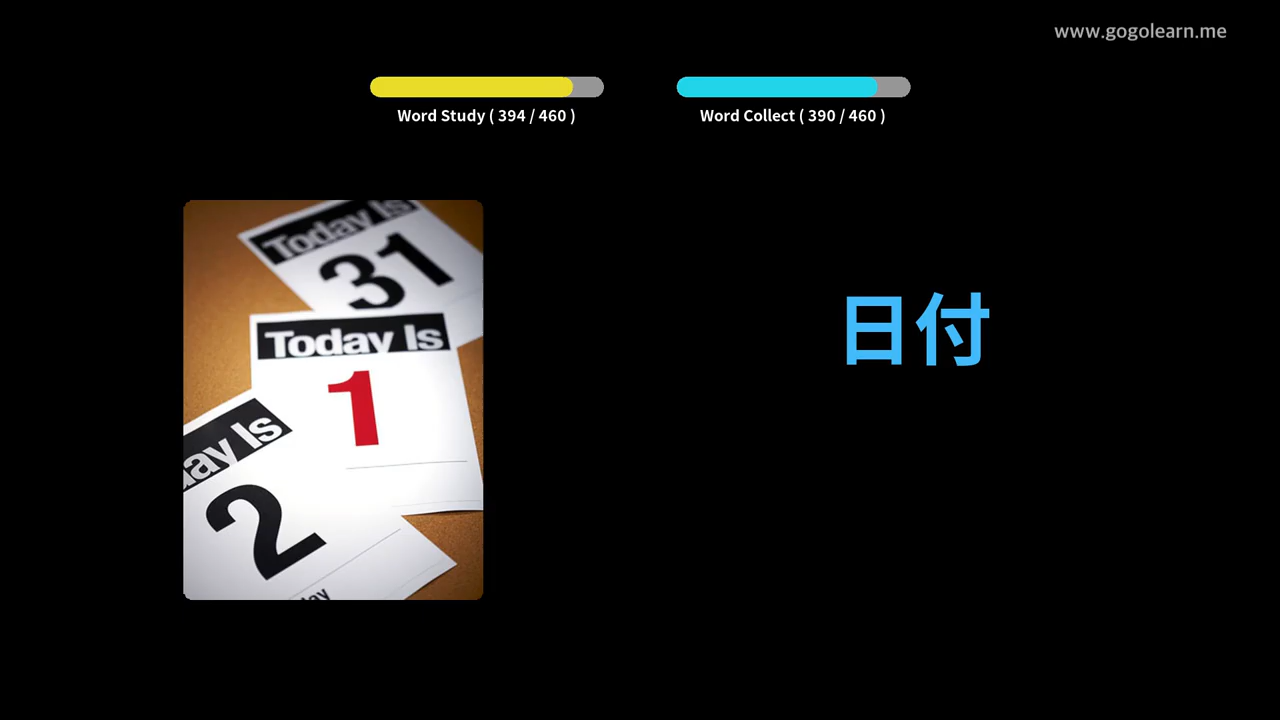 www.gogolearn.me
Word Study ( 394 / 460 )
Word Collect ( 390 / 460 )
Today Is
31
Today Is
1
ay Is
2
ay
日付